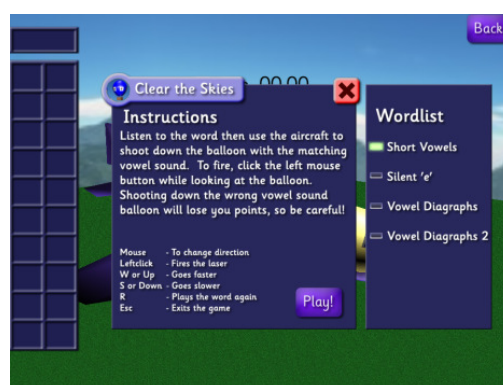 Back
00.00
Clear the Skies
Instructions
Listen to the word then use the aircraft to
shoot down the balloon with the matching
vowel sound. To fire, click the left mouse
button while looking at the balloon.
Shooting down the wrong vowel sound
balloon will lose you points, so be careful!
Mouse - To change direction
Leftclick - Fires the laser
W or Up - Goes faster
S or Down - Goes slower
R - Plays the word again
Esc - Exits the game
Play!
Wordlist
Short Vowels
Silent 'e'
Vowel Diagraphs
Vowel Diagraphs 2